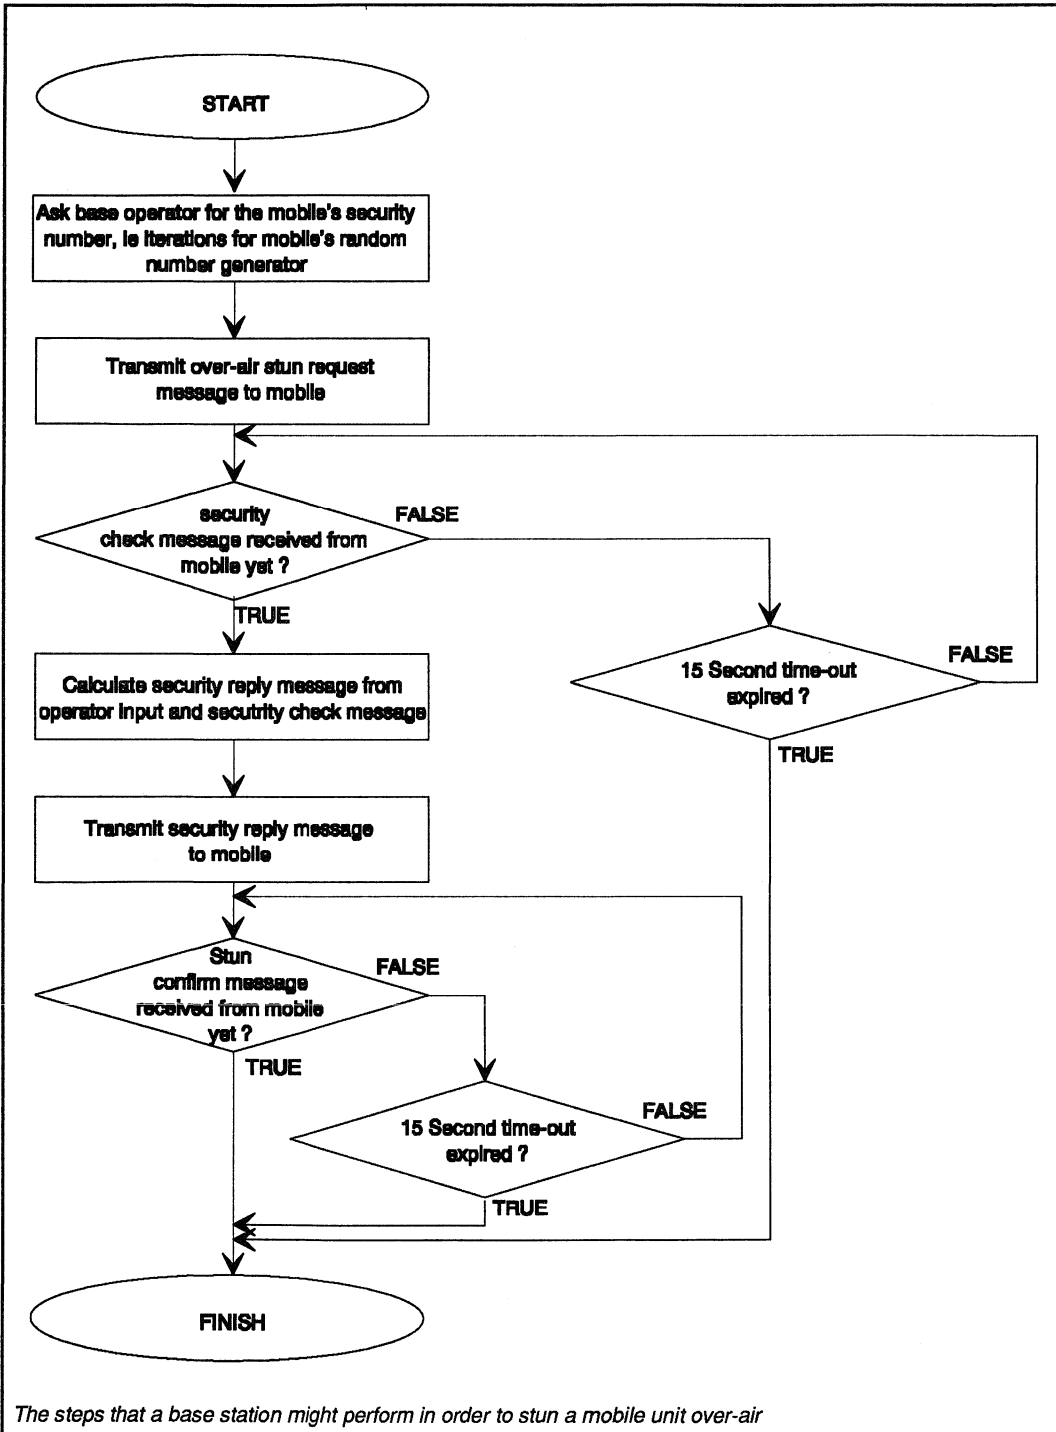 START
Ask base operator for the mobile's security
number, ie iterations for mobile's random
number generator
Transmit over-air stun request
message to mobile
security
check message received from
mobile yet ?
FALSE
TRUE
15 Second time-out
expired ?
FALSE
TRUE
Calculate security reply message from
operator input and secutrity check message
Transmit security reply message
to mobile
Stun
confirm message
received from mobile
yet ?
FALSE
TRUE
15 Second time-out
expired ?
FALSE
TRUE
FINISH
The steps that a base station might perform in order to stun a mobile unit over-air